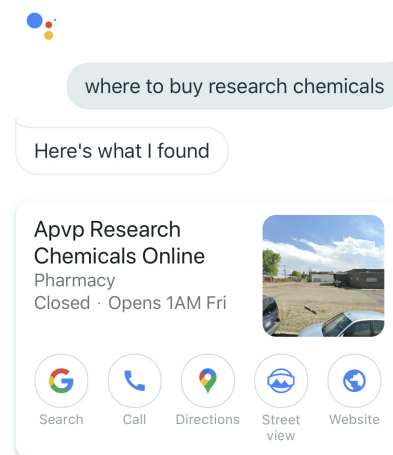 where to buy research chemicals
Here's what I found
Apvp Research
Chemicals Online
Pharmacy
Closed · Opens 1AM Fri
Search
Call
Directions
Street
view
Website